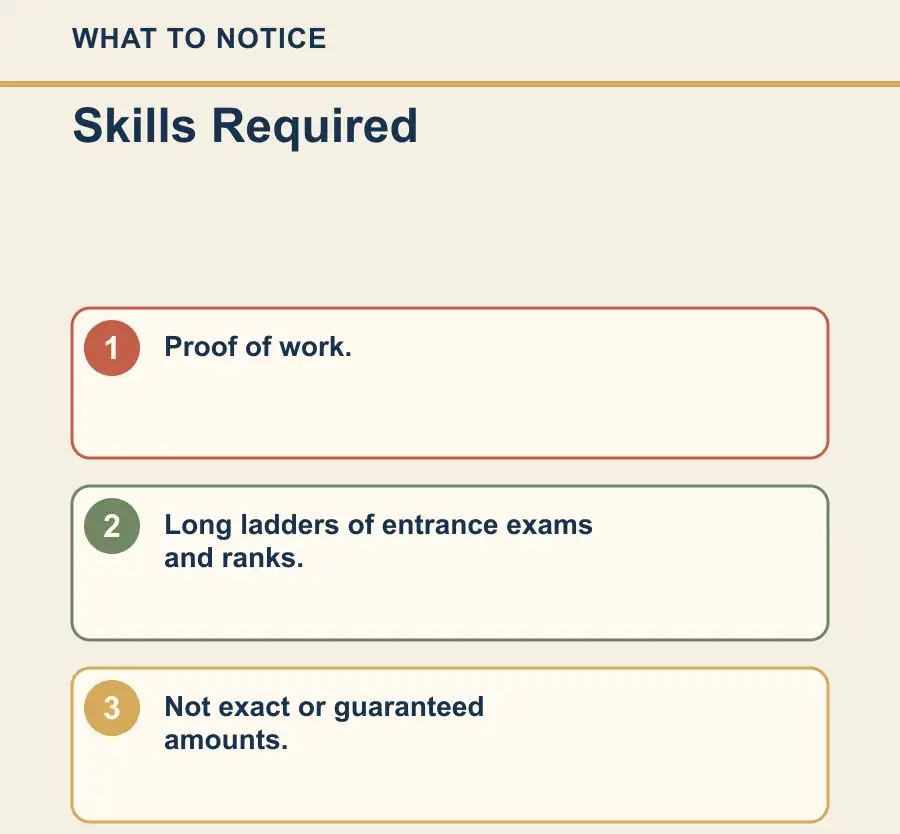 WHAT TO NOTICE
Skills Required
1
Proof of work.
2
Long ladders of entrance exams
and ranks.
3
Not exact or guaranteed
amounts.